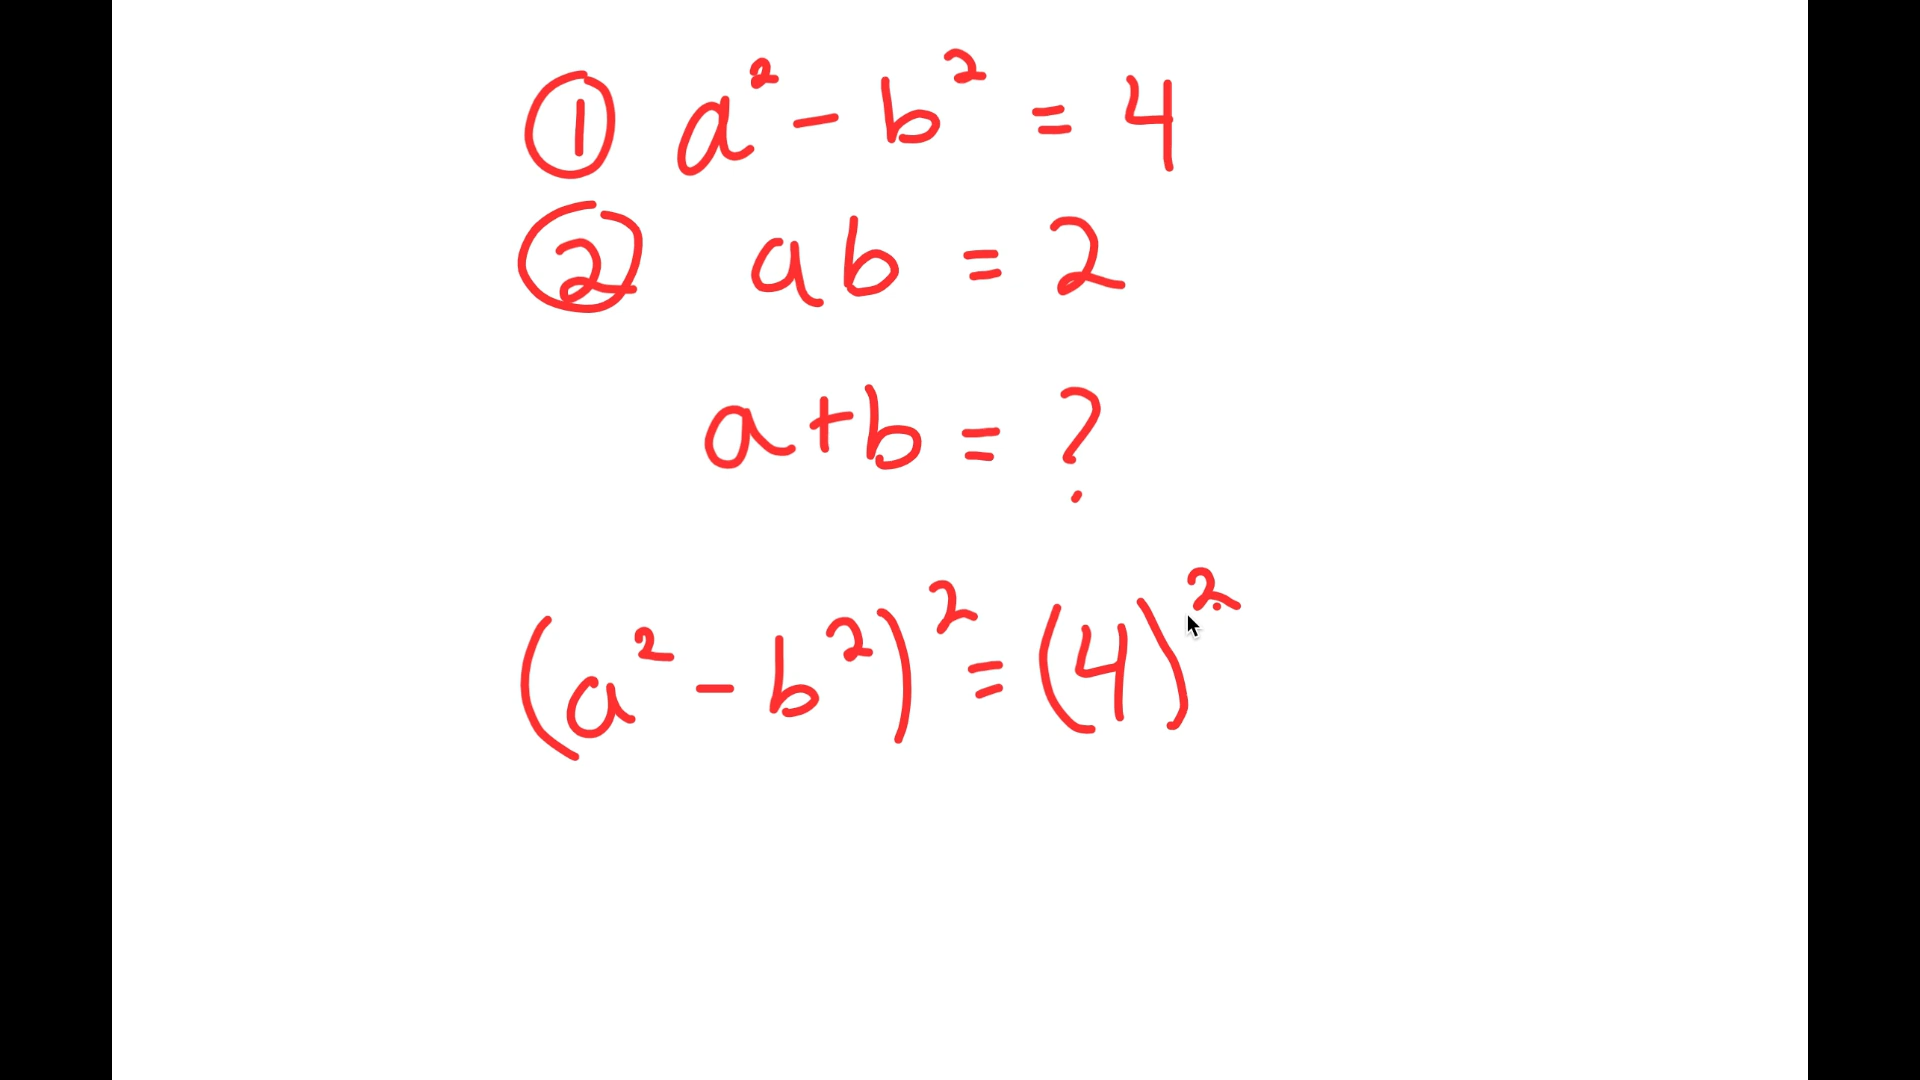 ① a² - b² = 4
② ab = 2
a+b = ?
(a² - b²)² = (4)²